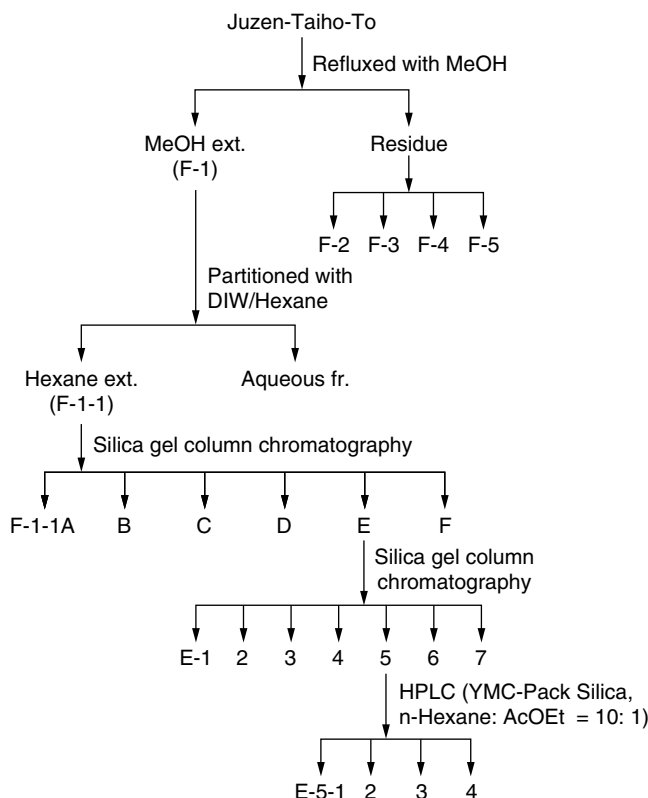 Juzen-Taiho-To
Refluxed with MeOH
MeOH ext.
(F-1)
Residue
F-2 F-3 F-4 F-5
Partitioned with
DIW/Hexane
Hexane ext.
(F-1-1)
Aqueous fr.
Silica gel column chromatography
F-1-1A B C D E F
Silica gel column
chromatography
E-1 2 3 4 5 6 7
HPLC (YMC-Pack Silica,
n-Hexane: AcOEt = 10: 1)
E-5-1 2 3 4